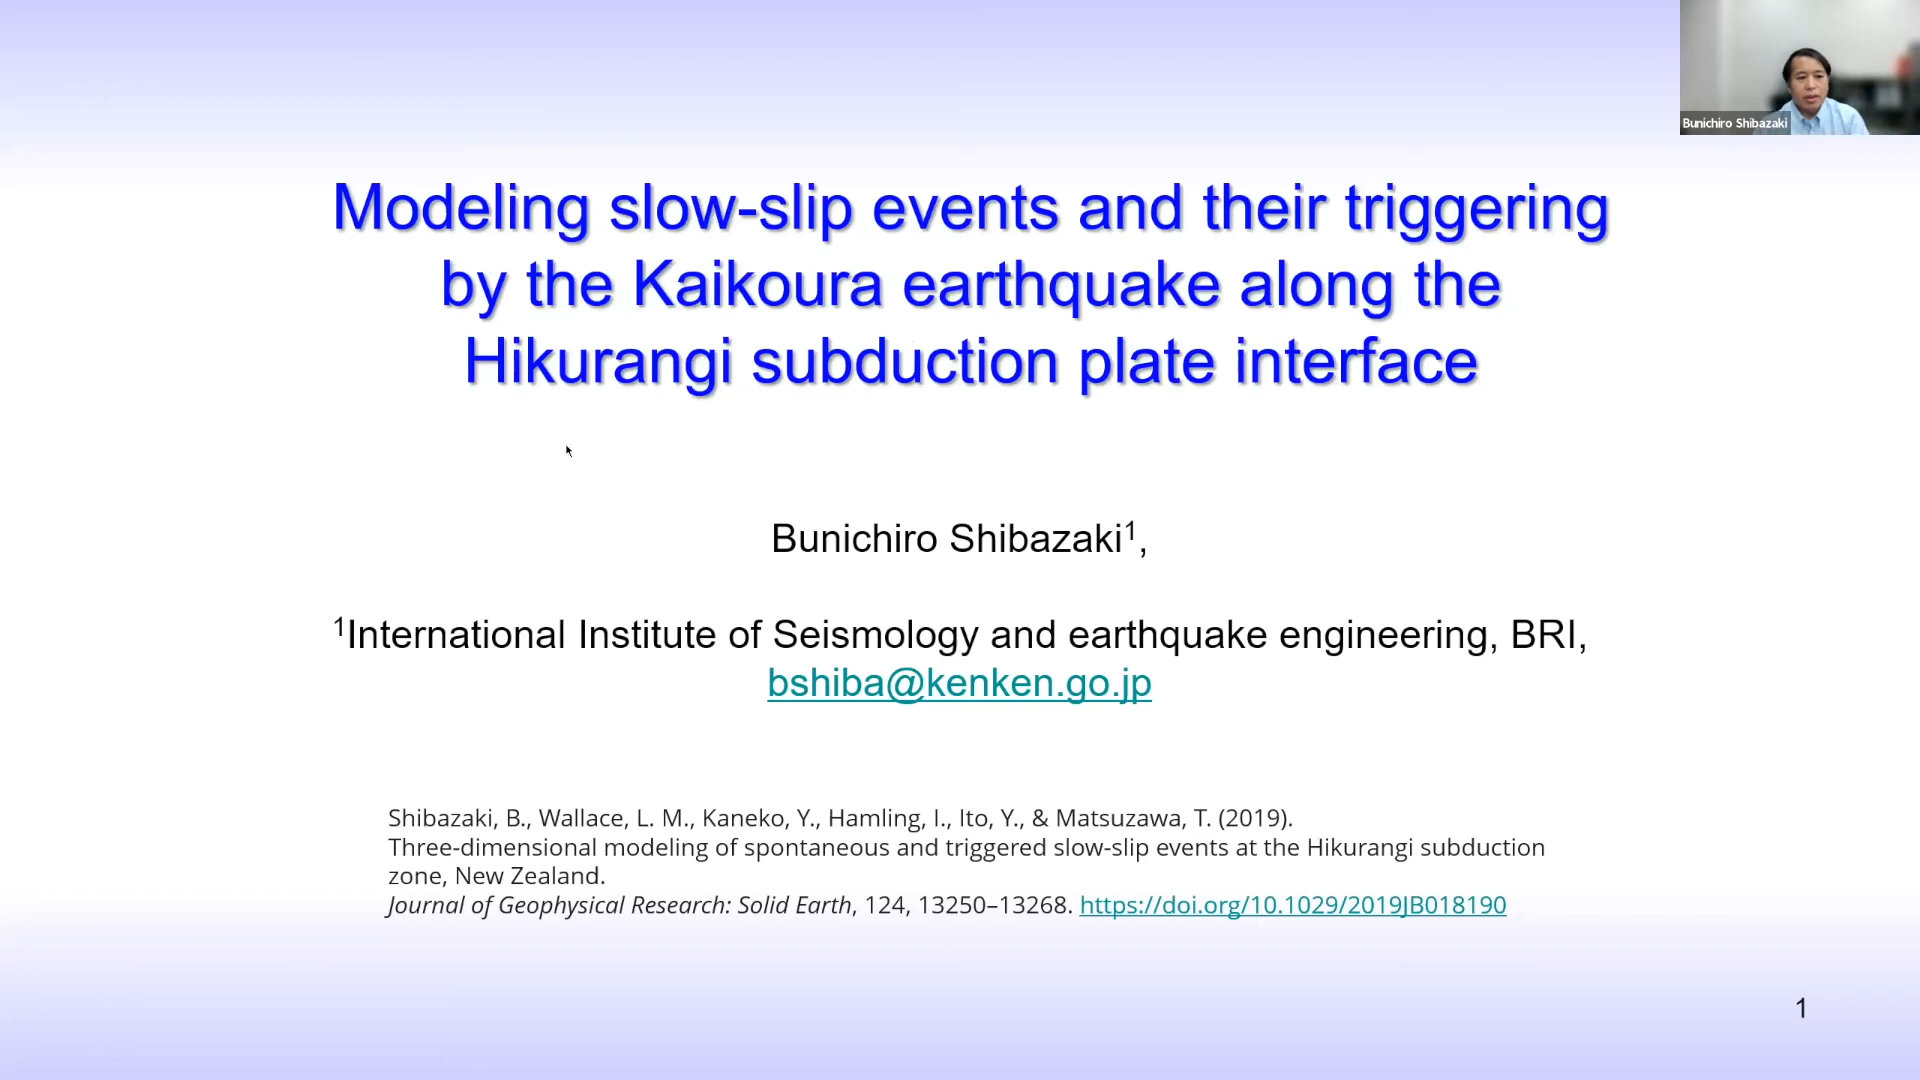 Bunichiro Shibazaki
Modeling slow-slip events and their triggering
by the Kaikoura earthquake along the
Hikurangi subduction plate interface
Bunichiro Shibazaki1,
1International Institute of Seismology and earthquake engineering, BRI,
bshiba@kenken.go.jp
Shibazaki, B., Wallace, L. M., Kaneko, Y., Hamling, I., Ito, Y., & Matsuzawa, T. (2019).
Three-dimensional modeling of spontaneous and triggered slow-slip events at the Hikurangi subduction
zone, New Zealand.
Journal of Geophysical Research: Solid Earth, 124, 13250–13268. https://doi.org/10.1029/2019JB018190
1